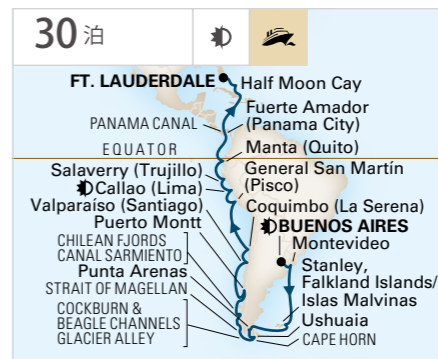 30 泊
FT. LAUDERDALE
Half Moon Cay
Fuerte Amador
(Panama City)
PANAMA CANAL
EQUATOR
Manta (Quito)
Salaverry (Trujillo)
General San Martín
(Pisco)
Callao (Lima)
Valparaíso (Santiago)
Coquimbo (La Serena)
Puerto Montt
BUENOS AIRES
Montevideo
CHILEAN FJORDS
CANAL SARMIENTO
Stanley,
Falkland Islands/
Islas Malvinas
Punta Arenas
STRAIT OF MAGELLAN
COCKBURN &
BEAGLE CHANNELS
GLACIER ALLEY
Ushuaia
CAPE HORN